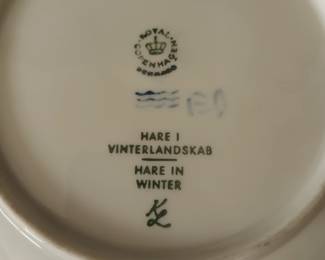 ROYAL
COPENHAGEN
DENMARK
HARE I
VINTERLANDSKAB
HARE IN
WINTER